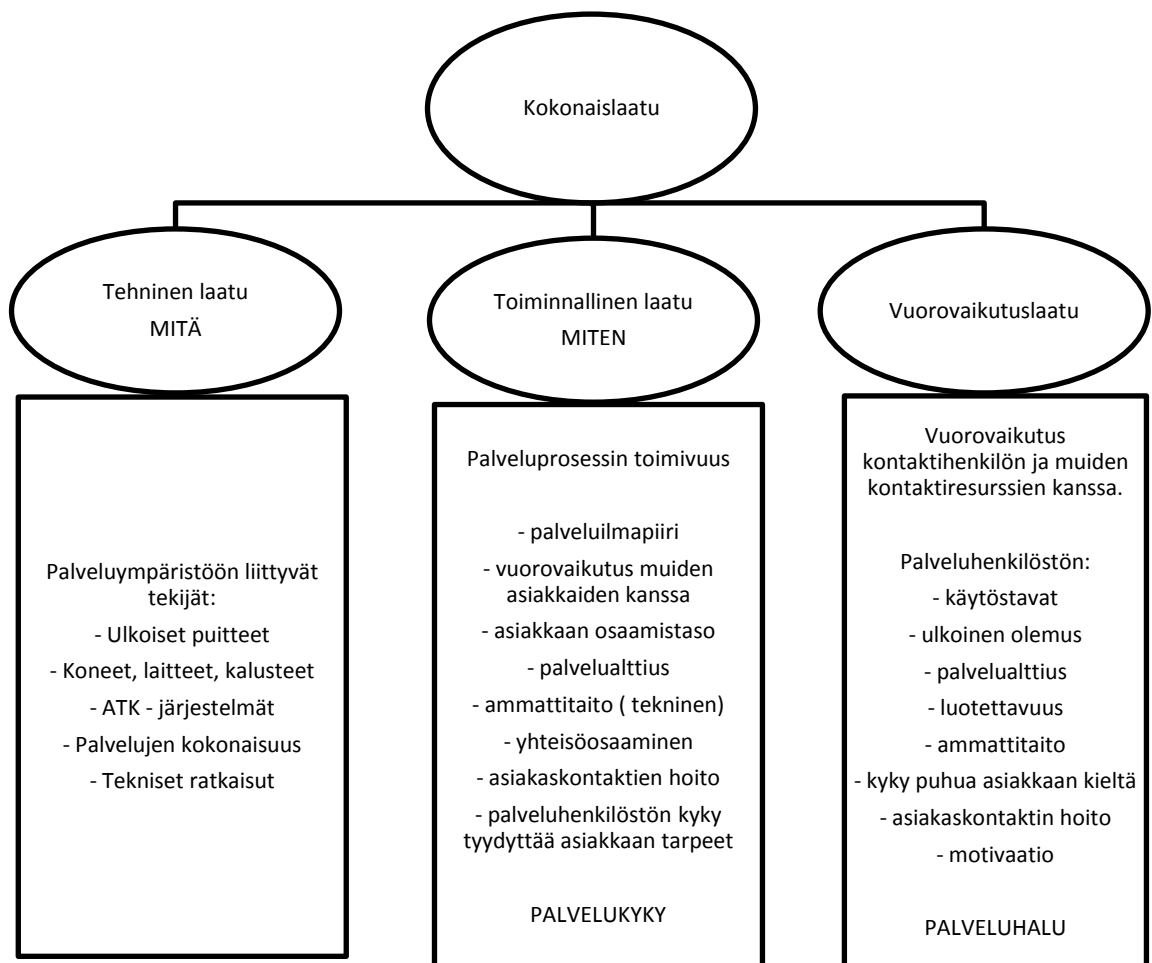 Kokonaislaatu
Tehninen laatu
MITÄ
Toiminnallinen laatu
MITEN
Vuorovaikutuslaatu
Palveluympäristöön liittyvät
tekijät:
- Ulkoiset puitteet
- Koneet, laitteet, kalusteet
- ATK - järjestelmät
- Palvelujen kokonaisuus
- Tekniset ratkaisut
Palveluprosessin toimivuus
- palveluilmapiiri
- vuorovaikutus muiden
asiakkaiden kanssa
- asiakkaan osaamistaso
- palvelualttius
- ammattitaito ( tekninen)
- yhteisöosaaminen
- asiakaskontaktien hoito
- palveluhenkilöstön kyky
tyydyttää asiakkaan tarpeet
PALVELUKYKY
Vuorovaikutus
kontaktihenkilön ja muiden
kontaktiresurssien kanssa.
Palveluhenkilöstön:
- käytöstavat
- ulkoinen olemus
- palvelualttius
- luotettavuus
- ammattitaito
- kyky puhua asiakkaan kieltä
- asiakaskontaktin hoito
- motivaatio
PALVELUHALU